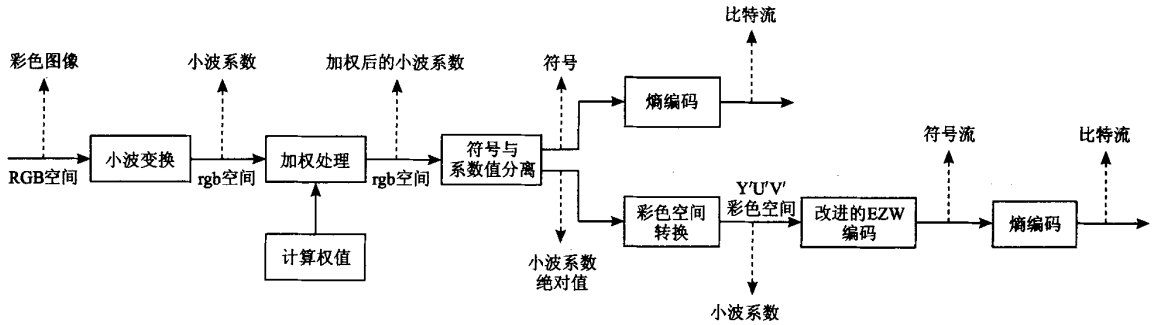 比特流
彩色图像
小波系数
加权后的小波系数
符号
熵编码
符号流
比特流
小波变换
加权处理
符号与
系数值分离
RGB空间
rgb空间
rgb空间
Y'U'V'
彩色空间
彩色空间
转换
改进的EZW
编码
熵编码
计算权值
小波系数
绝对值
小波系数